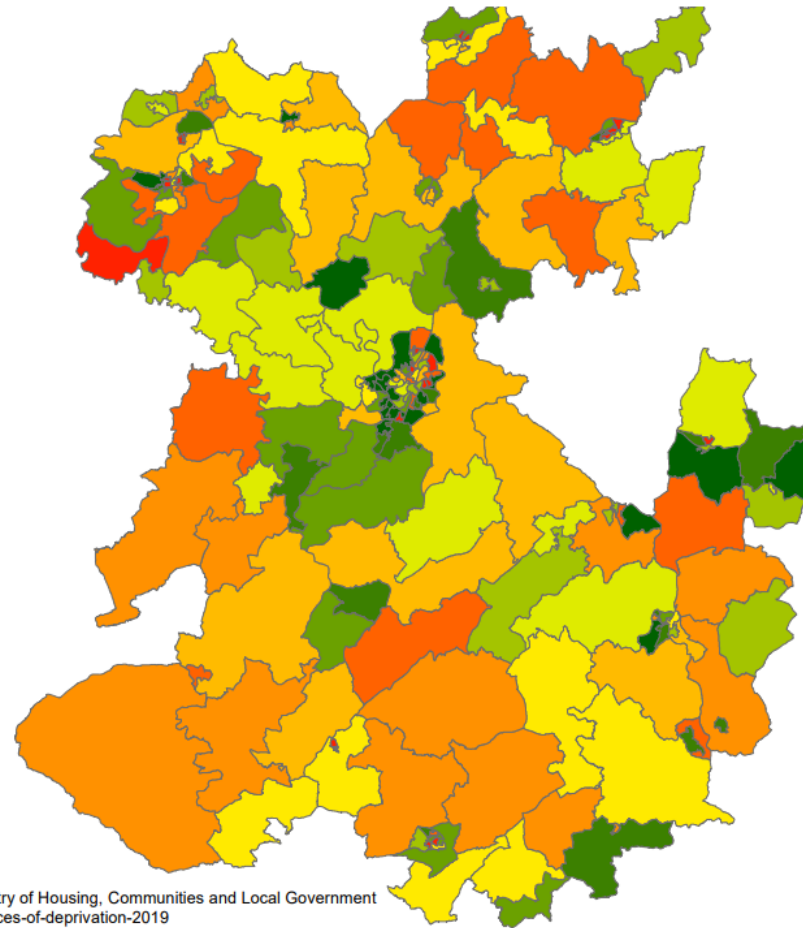 try of Housing, Communities and Local Government
ces-of-deprivation-2019